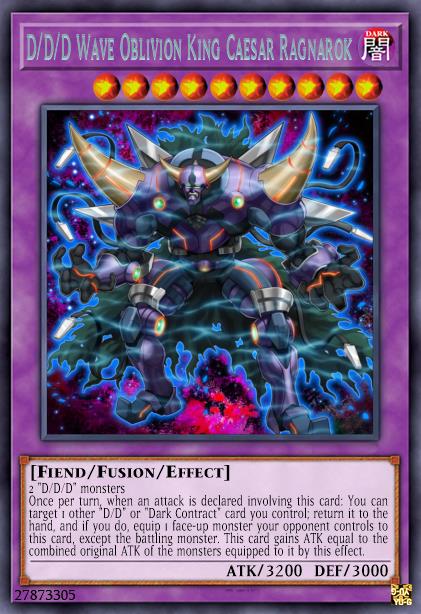 D/D/D Wave Oblivion King Caesar Ragnarok
DARK
闇
[Fiend/Fusion/Effect]
2 "D/D/D" monsters
Once per turn, when an attack is declared involving this card: You can
target 1 other "D/D" or "Dark Contract" card you control; return it to
the hand, and if you do, equip 1 face-up monster your opponent controls to
this card, except the battling monster. This card gains ATK equal to the
combined original ATK of the monsters equipped to it by this effect.
ATK/3200 DEF/3000
27873305